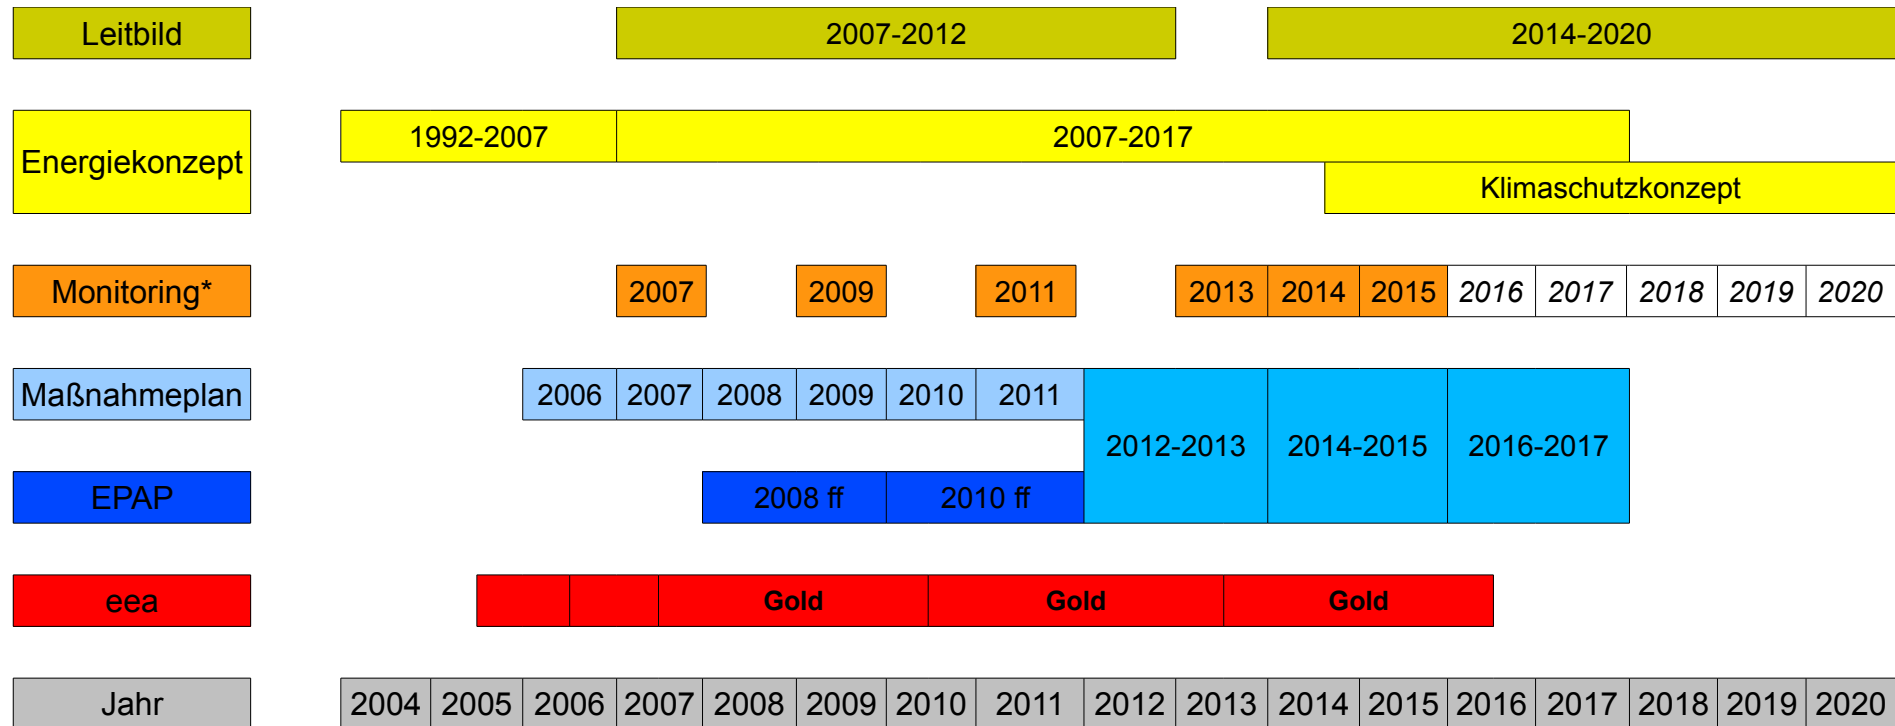 Leitbild 2007-2012 2014-2020
Energiekonzept 1992-2007 2007-2017
Klimaschutzkonzept
Monitoring* 2007 2009 2011 2013 2014 2015 2016 2017 2018 2019 2020
Maßnahmeplan 2006 2007 2008 2009 2010 2011
2012-2013 2014-2015 2016-2017
EPAP 2008 ff 2010 ff
eea Gold Gold Gold
Jahr 2004 2005 2006 2007 2008 2009 2010 2011 2012 2013 2014 2015 2016 2017 2018 2019 2020